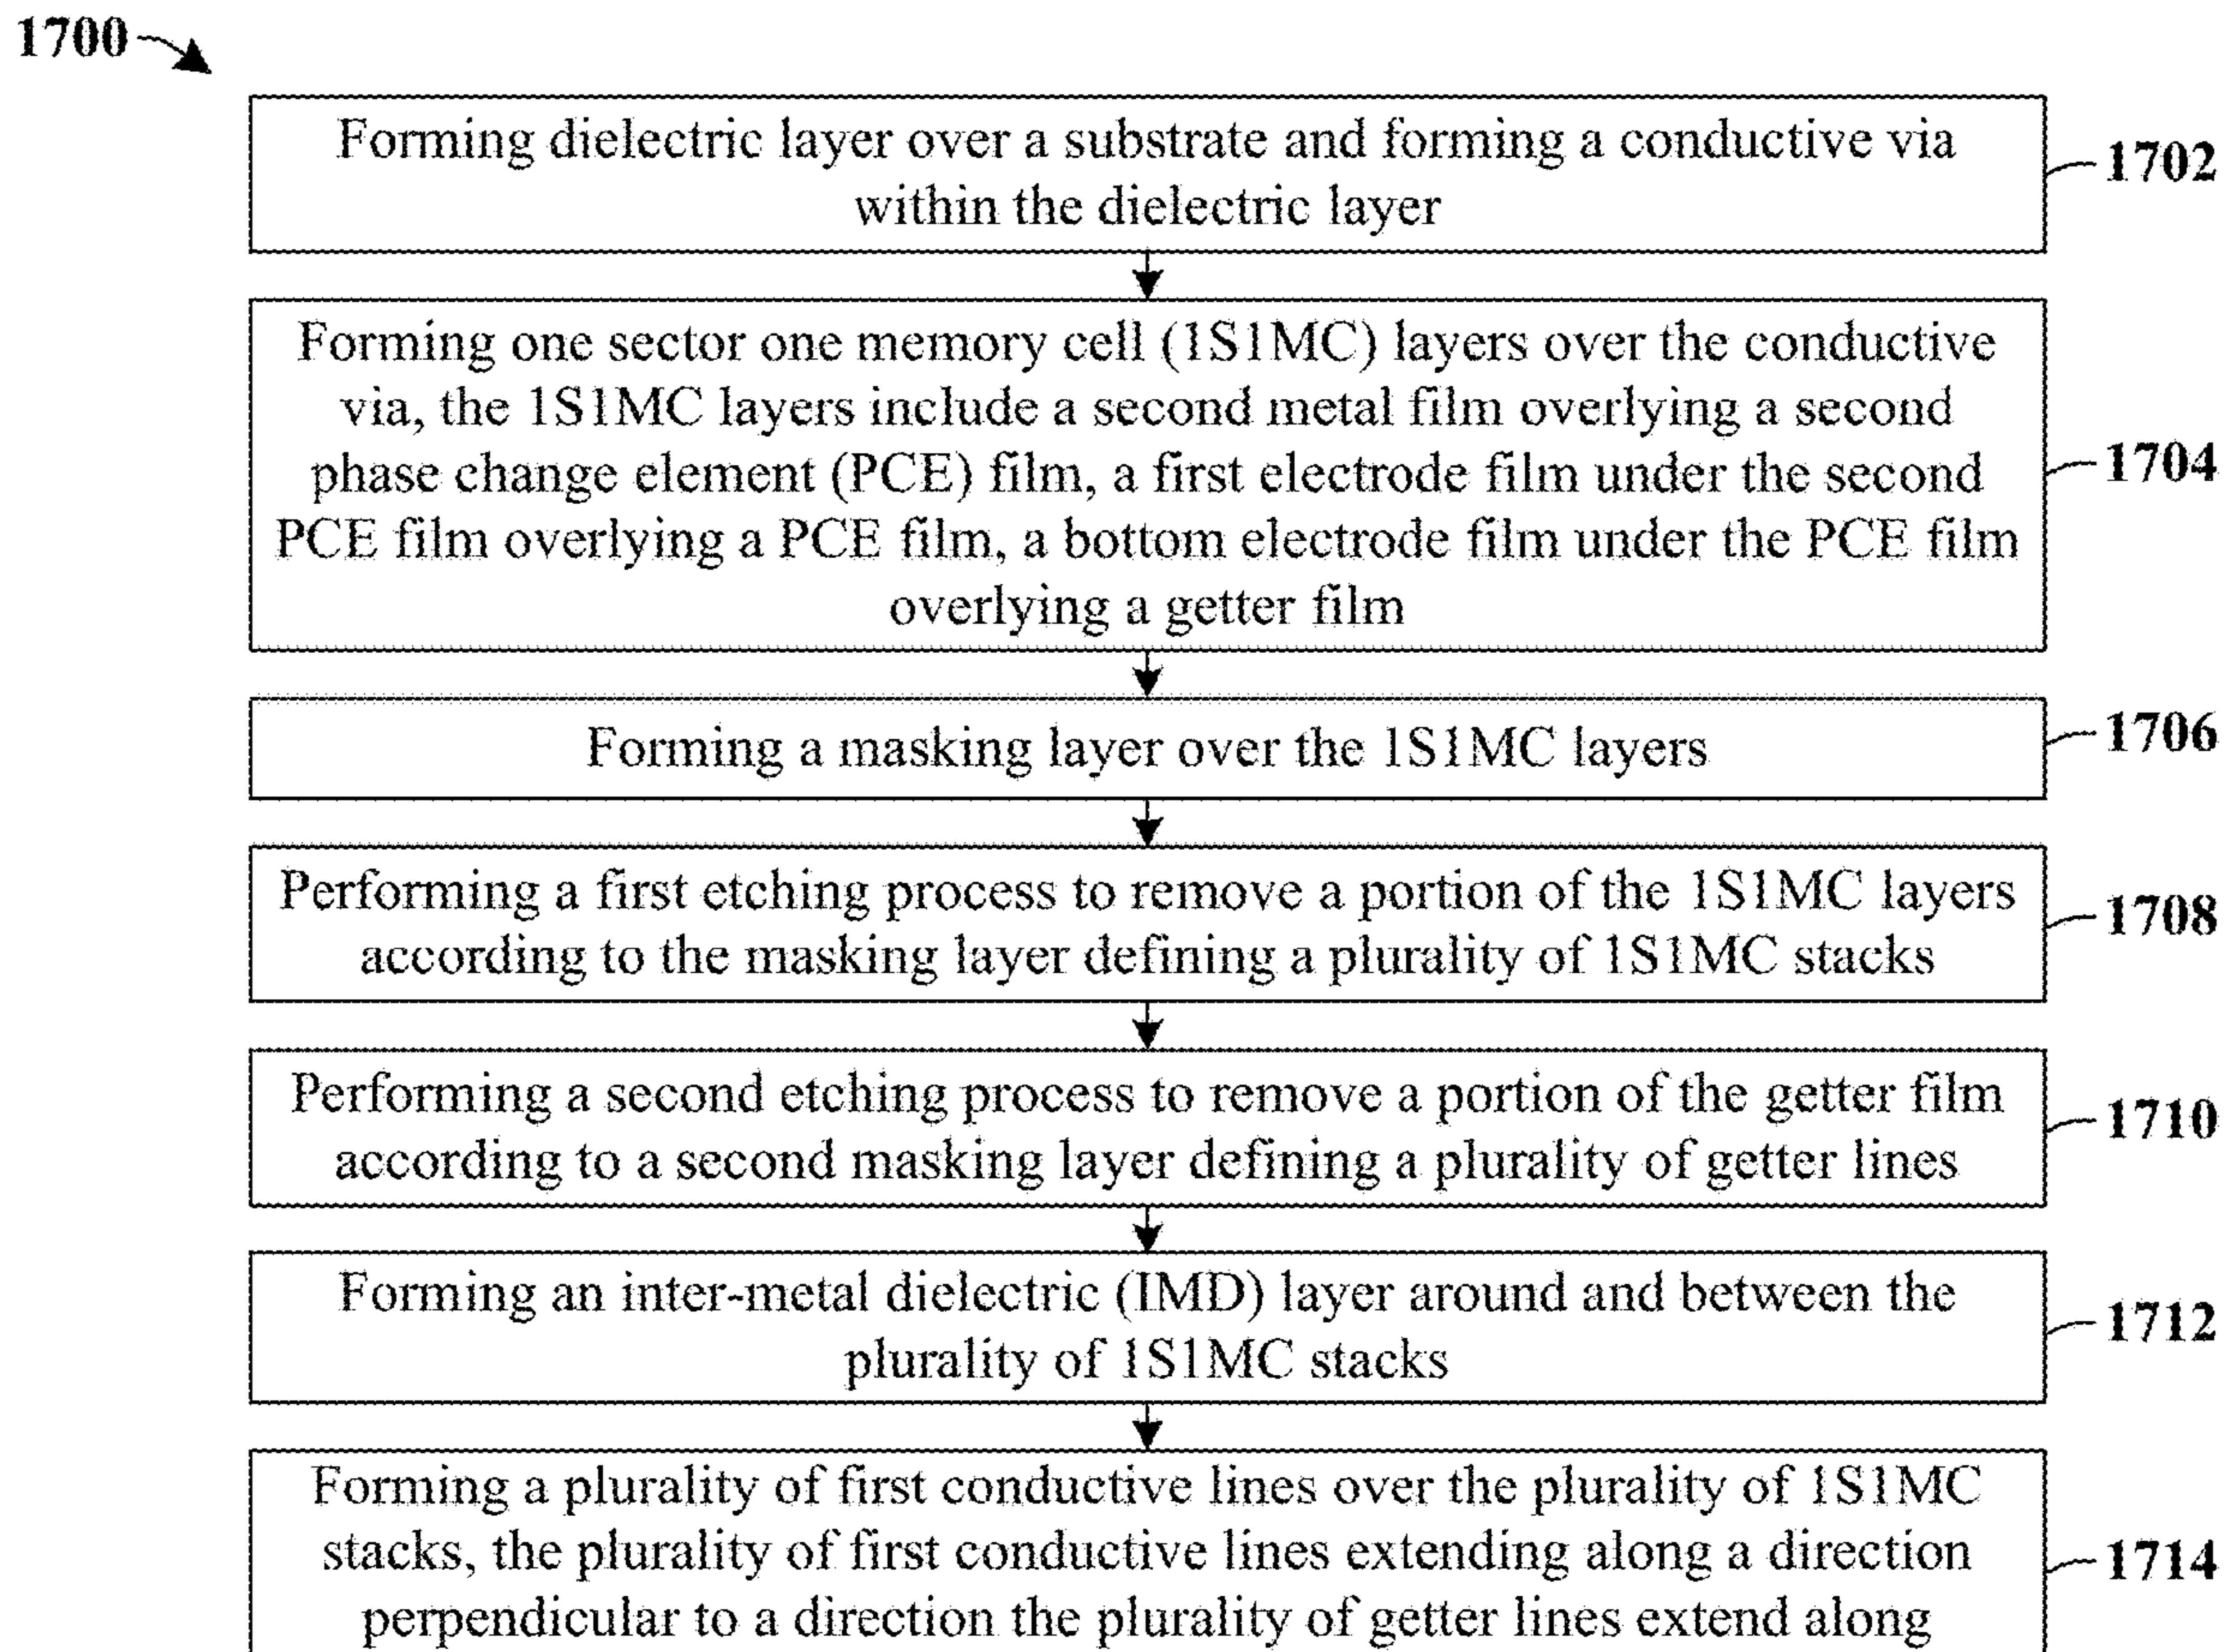 1700
Forming dielectric layer over a substrate and forming a conductive via
within the dielectric layer
1702
Forming one sector one memory cell (1S1MC) layers over the conductive
via, the 1S1MC layers include a second metal film overlying a second
phase change element (PCE) film, a first electrode film under the second
PCE film overlying a PCE film, a bottom electrode film under the PCE film
overlying a getter film
1704
Forming a masking layer over the 1S1MC layers
1706
Performing a first etching process to remove a portion of the 1S1MC layers
according to the masking layer defining a plurality of 1S1MC stacks
1708
Performing a second etching process to remove a portion of the getter film
according to a second masking layer defining a plurality of getter lines
1710
Forming an inter-metal dielectric (IMD) layer around and between the
plurality of 1S1MC stacks
1712
Forming a plurality of first conductive lines over the plurality of 1S1MC
stacks, the plurality of first conductive lines extending along a direction
perpendicular to a direction the plurality of getter lines extend along
1714